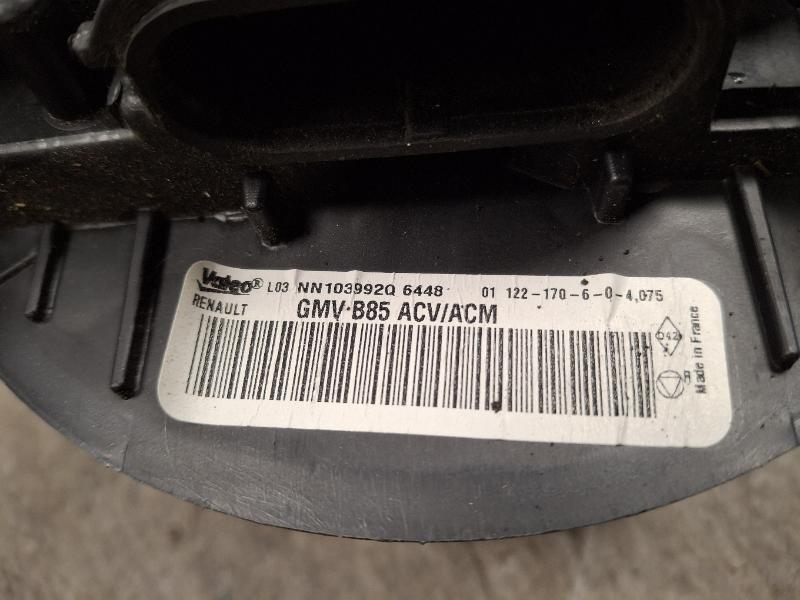 Valeo® L03 NN103992Q 6448 01 122-170-6-0-4,075
RENAULT GMV-B85 ACV/ACM
042
R
Made in France